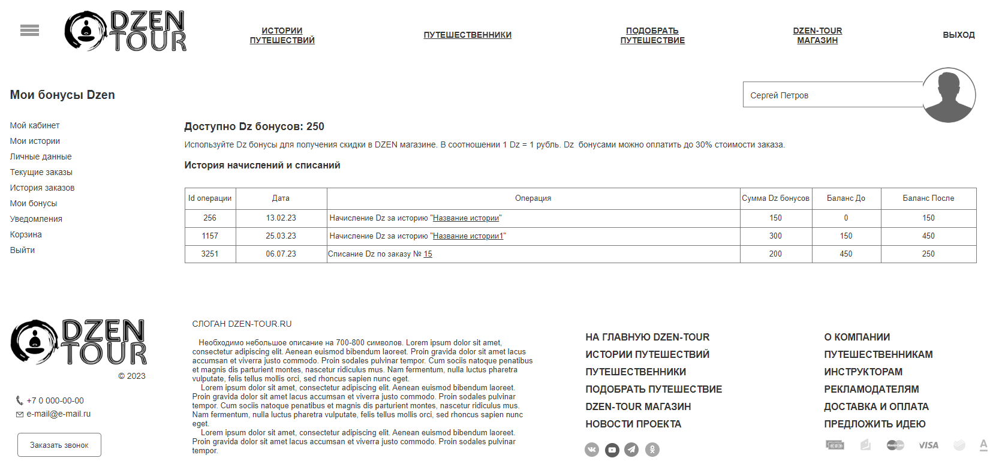 DZEN
TOUR
ИСТОРИИ
ПУТЕШЕСТВИЙ
ПУТЕШЕСТВЕННИКИ
ПОДОБРАТЬ
ПУТЕШЕСТВИЕ
DZEN-TOUR
МАГАЗИН
ВЫХОД
Мои бонусы Dzen
Сергей Петров
Мой кабинет
Мои истории
Личные данные
Текущие заказы
История заказов
Мои бонусы
Уведомления
Корзина
Выйти
Доступно Dz бонусов: 250
Используйте Dz бонусы для получения скидки в DZEN магазине. В соотношении 1 Dz = 1 рубль. Dz  бонусами можно оплатить до 30% стоимости заказа.
История начислений и списаний
Id операции Дата Операция Сумма Dz бонусов Баланс До Баланс После
256 13.02.23 Начисление Dz за историю "Название истории" 150 0 150
1157 25.03.23 Начисление Dz за историю "Название истории1" 300 150 450
3251 06.07.23 Списание Dz по заказу № 15 200 450 250
DZEN
TOUR
© 2023
+7 0 000-00-00
e-mail@e-mail.ru
Заказать звонок
СЛОГАН DZEN-TOUR.RU
Необходимо небольшое описание на 700-800 символов. Lorem ipsum dolor sit amet,
consectetur adipiscing elit. Aenean euismod bibendum laoreet. Proin gravida dolor sit amet lacus
accumsan et viverra justo commodo. Proin sodales pulvinar tempor. Cum sociis natoque penatibus
et magnis dis parturient montes, nascetur ridiculus mus. Nam fermentum, nulla luctus pharetra
vulputate, felis tellus mollis orci, sed rhoncus sapien nunc eget.
Lorem ipsum dolor sit amet, consectetur adipiscing elit. Aenean euismod bibendum laoreet.
Proin gravida dolor sit amet lacus accumsan et viverra justo commodo. Proin sodales pulvinar
tempor. Cum sociis natoque penatibus et magnis dis parturient montes, nascetur ridiculus mus.
Nam fermentum, nulla luctus pharetra vulputate, felis tellus mollis orci, sed rhoncus sapien nunc
eget.
Lorem ipsum dolor sit amet, consectetur adipiscing elit. Aenean euismod bibendum laoreet.
Proin gravida dolor sit amet lacus accumsan et viverra justo commodo. Proin sodales pulvinar
tempor.
НА ГЛАВНУЮ DZEN-TOUR
ИСТОРИИ ПУТЕШЕСТВИЙ
ПУТЕШЕСТВЕННИКИ
ПОДОБРАТЬ ПУТЕШЕСТВИЕ
DZEN-TOUR МАГАЗИН
НОВОСТИ ПРОЕКТА
О КОМПАНИИ
ПУТЕШЕСТВЕННИКАМ
ИНСТРУКТОРАМ
РЕКЛАМОДАТЕЛЯМ
ДОСТАВКА И ОПЛАТА
ПРЕДЛОЖИТЬ ИДЕЮ
MasterCard VISA